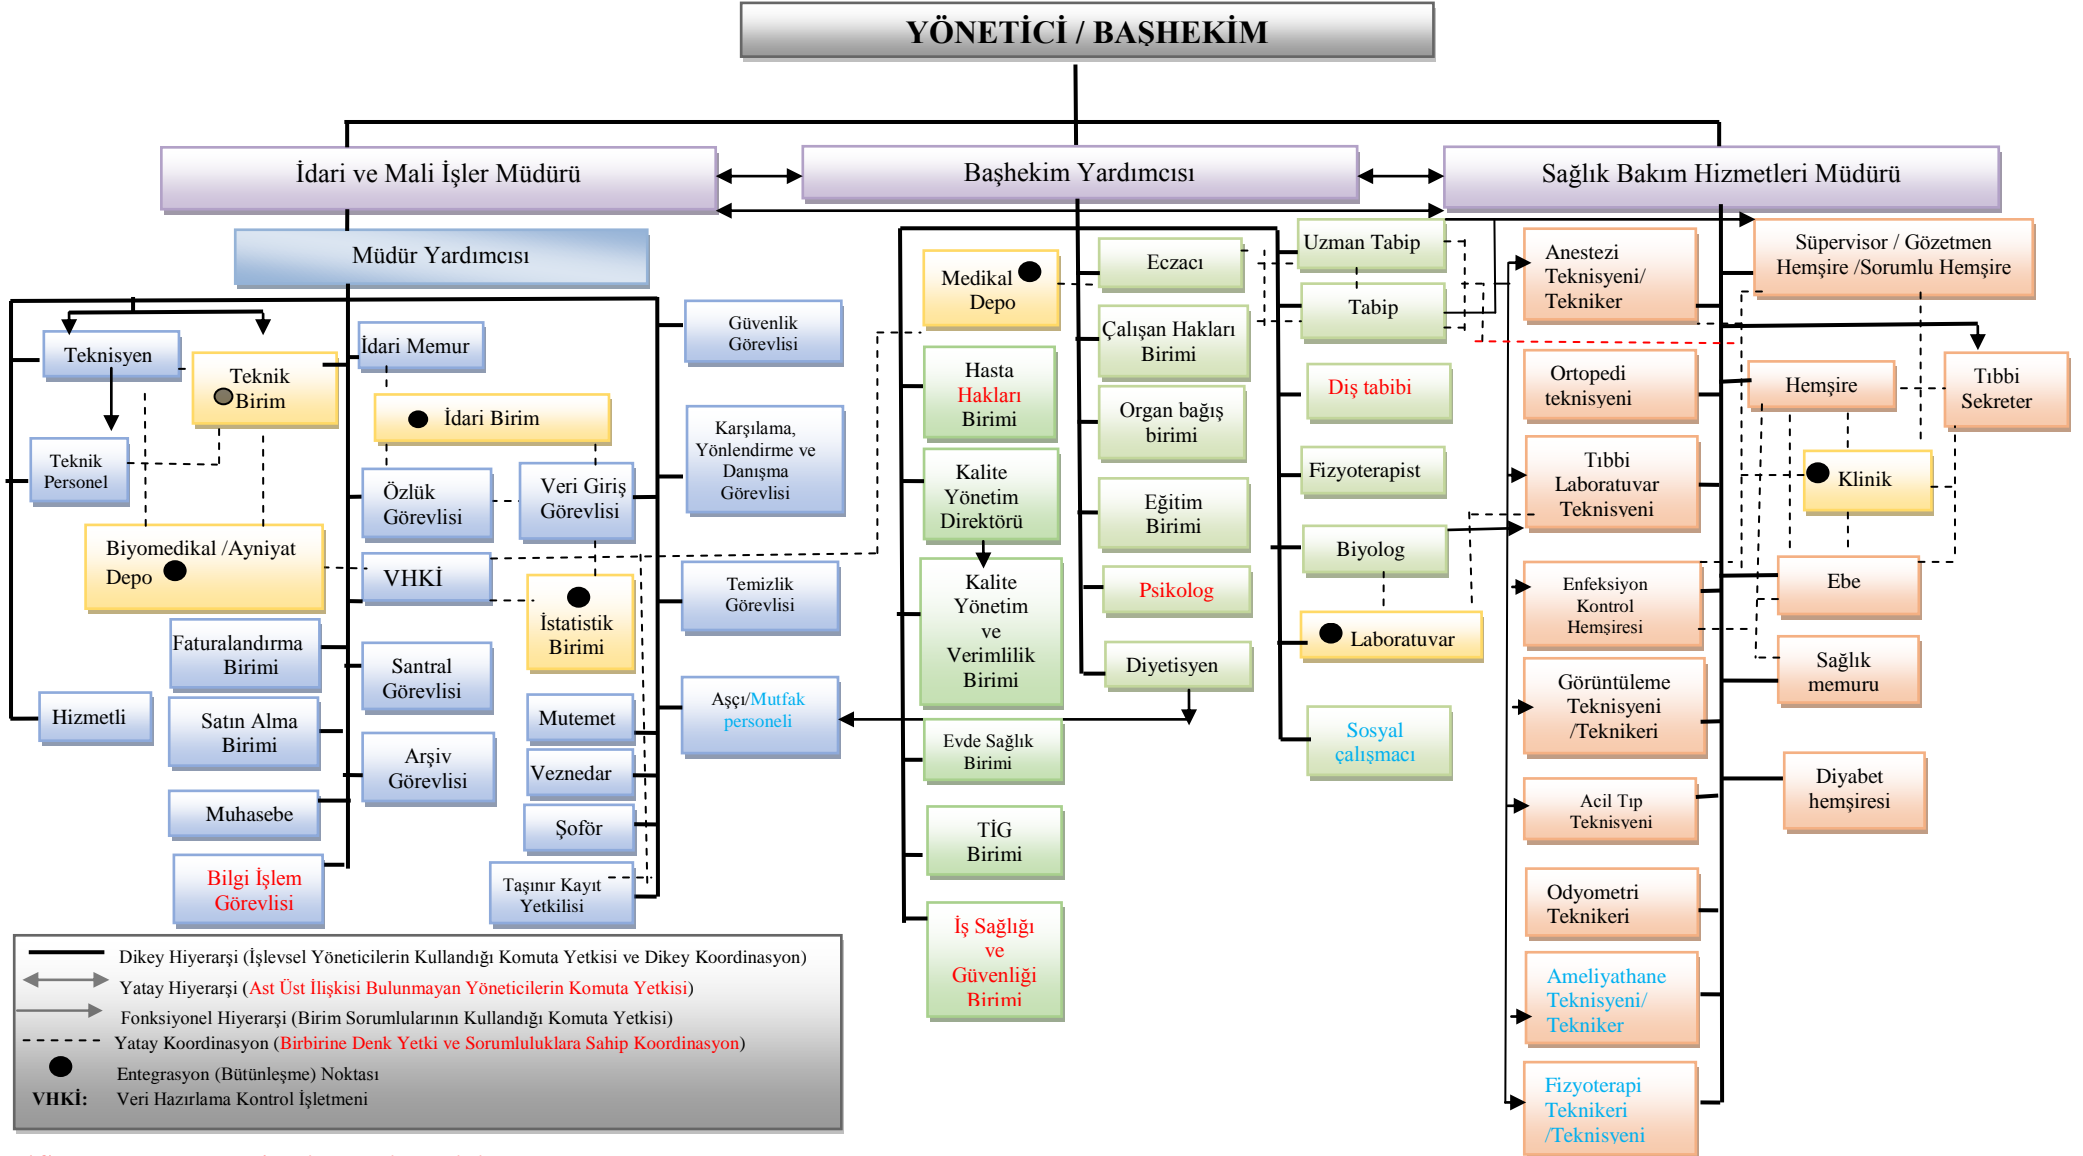 YÖNETİCİ / BAŞHEKİM
İdari ve Mali İşler Müdürü
Başhekim Yardımcısı
Sağlık Bakım Hizmetleri Müdürü
Müdür Yardımcısı
Teknisyen
Teknik
Birim
Teknik
Personel
Biyomedikal /Ayniyat
Depo
Hizmetli
İdari Memur
İdari Birim
Özlük
Görevlisi
Veri Giriş
Görevlisi
VHKİ
İstatistik
Birimi
Faturalandırma
Birimi
Santral
Görevlisi
Satın Alma
Birimi
Arşiv
Görevlisi
Muhasebe
Bilgi İşlem
Görevlisi
Mutemet
Veznedar
Şoför
Taşınır Kayıt
Yetkilisi
Güvenlik
Görevlisi
Karşılama,
Yönlendirme ve
Danışma
Görevlisi
Temizlik
Görevlisi
Aşçı/Mutfak
personeli
Medikal
Depo
Hasta
Hakları
Birimi
Kalite
Yönetim
Direktörü
Kalite
Yönetim
ve
Verimlilik
Birimi
Evde Sağlık
Birimi
TİG
Birimi
İş Sağlığı
ve
Güvenliği
Birimi
Eczacı
Çalışan Hakları
Birimi
Organ bağış
birimi
Eğitim
Birimi
Psikolog
Diyetisyen
Uzman Tabip
Tabip
Diş tabibi
Fizyoterapist
Biyolog
Laboratuvar
Sosyal
çalışmacı
Anestezi
Teknisyeni/
Tekniker
Ortopedi
teknisyeni
Tıbbi
Laboratuvar
Teknisyeni
Enfeksiyon
Kontrol
Hemşiresi
Görüntüleme
Teknisyeni
/Teknikeri
Acil Tıp
Teknisyeni
Odyometri
Teknikeri
Ameliyathane
Teknisyeni/
Tekniker
Fizyoterapi
Teknikeri
/Teknisyeni
Süpervisor / Gözetmen
Hemşire /Sorumlu Hemşire
Hemşire
Tıbbi
Sekreter
Klinik
Ebe
Sağlık
memuru
Diyabet
hemşiresi
Dikey Hiyerarşi (İşlevsel Yöneticilerin Kullandığı Komuta Yetkisi ve Dikey Koordinasyon)
Yatay Hiyerarşi (Ast Üst İlişkisi Bulunmayan Yöneticilerin Komuta Yetkisi)
Fonksiyonel Hiyerarşi (Birim Sorumlularının Kullandığı Komuta Yetkisi)
Yatay Koordinasyon (Birbirine Denk Yetki ve Sorumluluklara Sahip Koordinasyon)
Entegrasyon (Bütünleşme) Noktası
VHKİ: Veri Hazırlama Kontrol İşletmeni